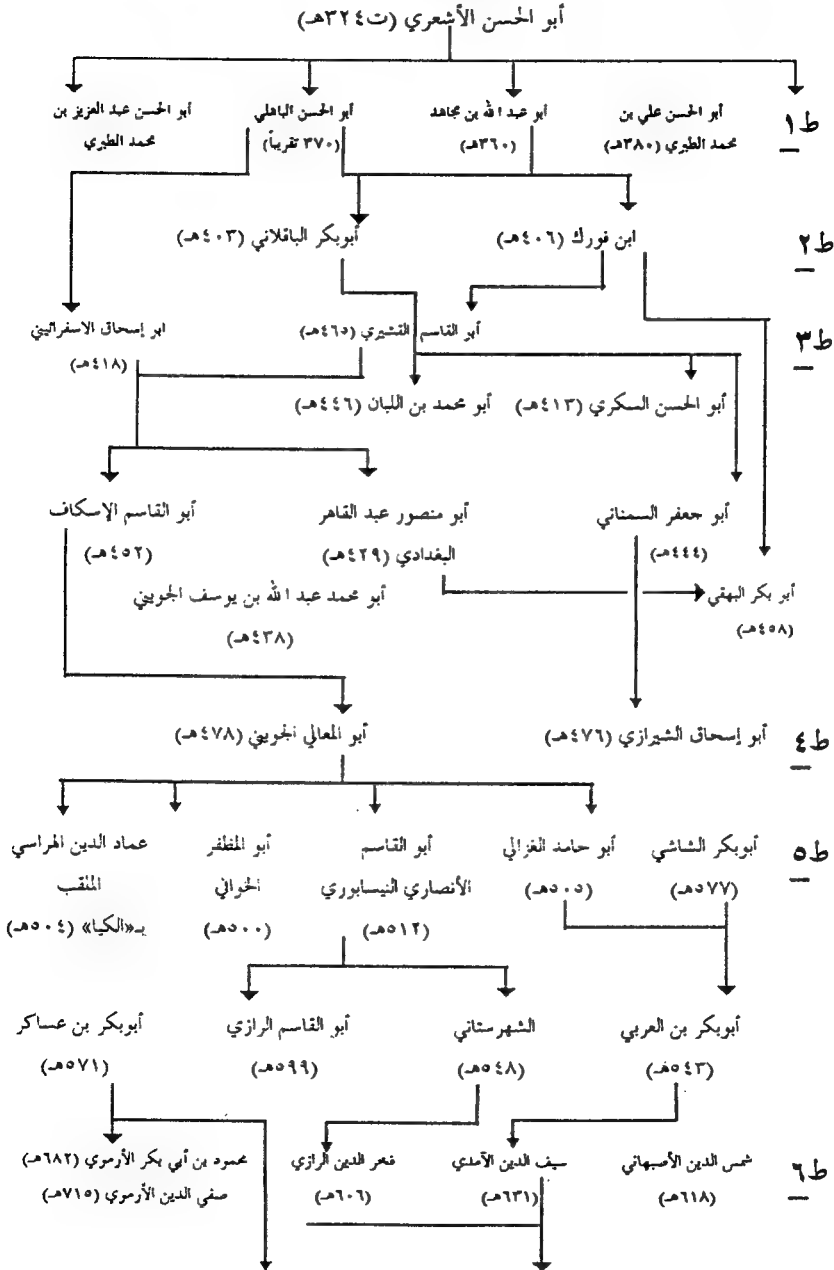 أبو الحسن الأشعري (ت٣٢٤هـ)
ط١
أبو الحسن علي بن
محمد الطبري (٣٨٠هـ)
أبو عبد الله بن مجاهد
(٣٦٠هـ)
أبو الحسن الباهلي
(٣٧٠ تقريباً)
أبو الحسن عبد العزيز بن
محمد الطبري
ط٢
ابن فورك (٤٠٦هـ)
أبوبكر الباقلاني (٤٠٣هـ)
ط٣
أبو القاسم القشيري (٤٦٥هـ)
ابو إسحاق الاسفرائيني
(٤١٨هـ)
أبو الحسن السكري (٤١٣هـ)
أبو محمد بن اللبان (٤٤٦هـ)
أبو جعفر السمناني
(٤٤٤هـ)
أبو منصور عبد القاهر
البغدادي (٤٢٩هـ)
أبو القاسم الإسكاف
(٤٥٢هـ)
أبو بكر البهقي
(٤٥٨هـ)
أبو محمد عبد الله بن يوسف الجويني
(٤٣٨هـ)
ط٤
أبو إسحاق الشيرازي (٤٧٦هـ)
أبو المعالي الجويني (٤٧٨هـ)
ط٥
أبوبكر الشاشي
(٥٧٧هـ)
أبو حامد الغزالي
(٥٠٥هـ)
أبو القاسم
الأنصاري النيسابوري
(٥١٢هـ)
أبو المظفر
الخوافي
(٥٠٠هـ)
عماد الدين الهراسي
الملقب
بـ«الكيا» (٥٠٤هـ)
أبوبكر بن العربي
(٥٤٣هـ)
الشهرستاني
(٥٤٨هـ)
أبو القاسم الرازي
(٥٩٩هـ)
أبوبكر بن عساكر
(٥٧١هـ)
ط٦
شمس الدين الأصبهاني
(٦١٨هـ)
سيف الدين الآمدي
(٦٣١هـ)
فخر الدين الرازي
(٦٠٦هـ)
محمود بن أبي بكر الأرموي (٦٨٢هـ)
صفي الدين الأرموي (٧١٥هـ)